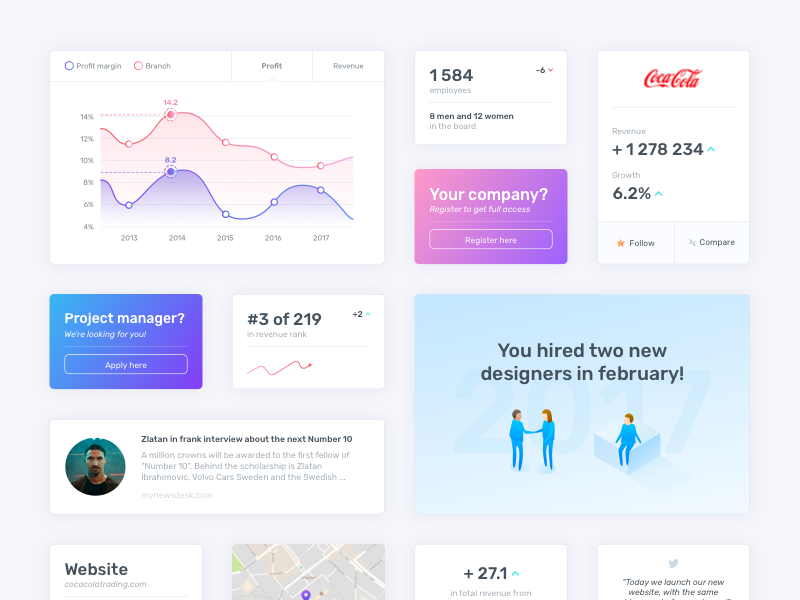 Profit margin
Branch
Profit
Revenue
14.2
8.2
14%
12%
10%
8%
6%
4%
2013
2014
2015
2016
2017
1 584
-6
employees
8 men and 12 women
in the board
Your company?
Register to get full access
Register here
Coca-Cola
Revenue
+ 1 278 234
Growth
6.2%
Follow
Compare
Project manager?
We're looking for you!
Apply here
#3 of 219
+2
in revenue rank
2017
You hired two new
designers in february!
Zlatan in frank interview about the next Number 10
A million crowns will be awarded to the first fellow of
"Number 10". Behind the scholarship is Zlatan
Ibrahimovic, Volvo Cars Sweden and the Swedish ...
mynewsdesk.com
Website
cocacolatrading.com
+ 27.1
in total revenue from
"Today we launch our new
website, with the same